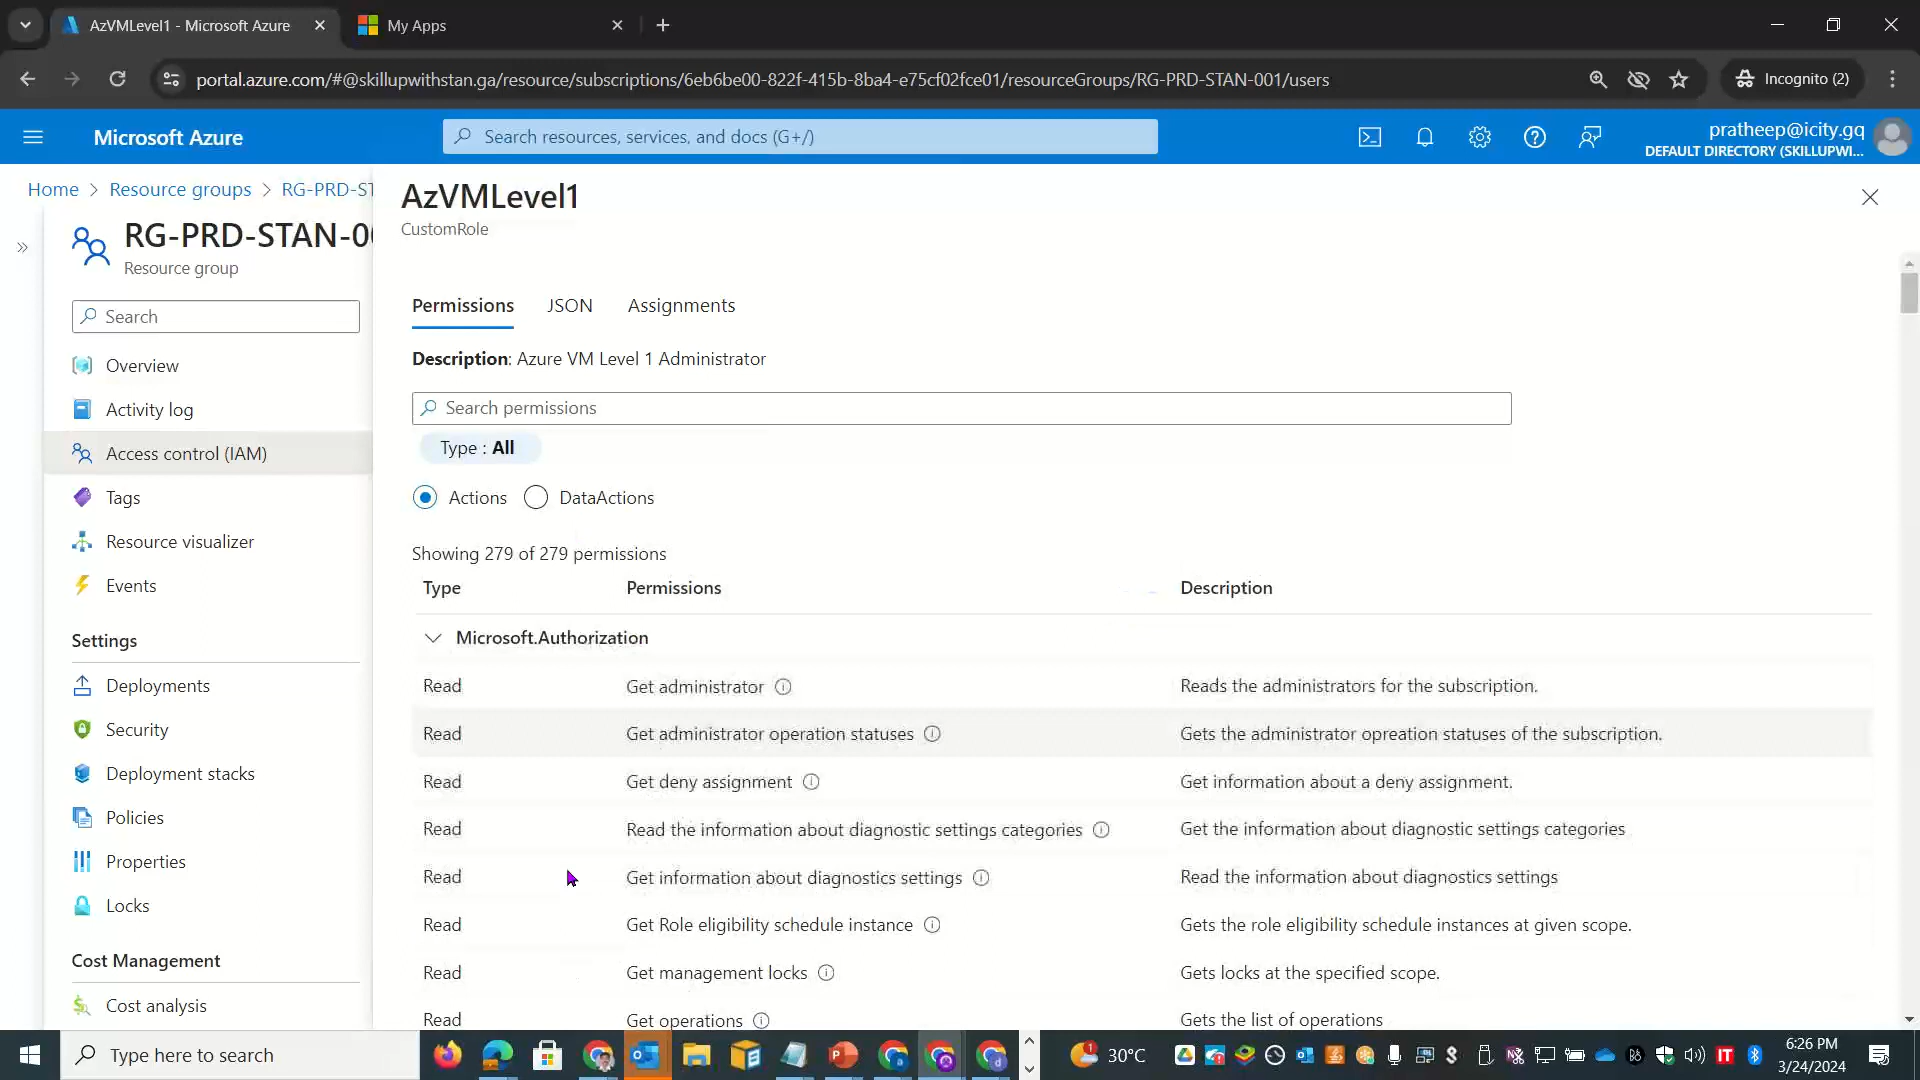 AzVMLevel1 - Microsoft Azure
My Apps
portal.azure.com/#@skillupwithstan.ga/resource/subscriptions/6eb6be00-822f-415b-8ba4-e75cf02fce01/resourceGroups/RG-PRD-STAN-001/users
Incognito (2)
Microsoft Azure
Search resources, services, and docs (G+/)
pratheep@icity.gq
DEFAULT DIRECTORY (SKILLUPWI...
Home > Resource groups > RG-PRD-ST
RG-PRD-STAN-00
Resource group
Search
Overview
Activity log
Access control (IAM)
Tags
Resource visualizer
Events
Settings
Deployments
Security
Deployment stacks
Policies
Properties
Locks
Cost Management
Cost analysis
AzVMLevel1
CustomRole
Permissions JSON Assignments
Description: Azure VM Level 1 Administrator
Search permissions
Type : All
Actions DataActions
Showing 279 of 279 permissions
Type Permissions Description
Microsoft.Authorization
Read Get administrator Reads the administrators for the subscription.
Read Get administrator operation statuses Gets the administrator opreation statuses of the subscription.
Read Get deny assignment Get information about a deny assignment.
Read Read the information about diagnostic settings categories Get the information about diagnostic settings categories
Read Get information about diagnostics settings Read the information about diagnostics settings
Read Get Role eligibility schedule instance Gets the role eligibility schedule instances at given scope.
Read Get management locks Gets locks at the specified scope.
Read Get operations Gets the list of operations
Type here to search
1
30°C
IT
6:26 PM
3/24/2024